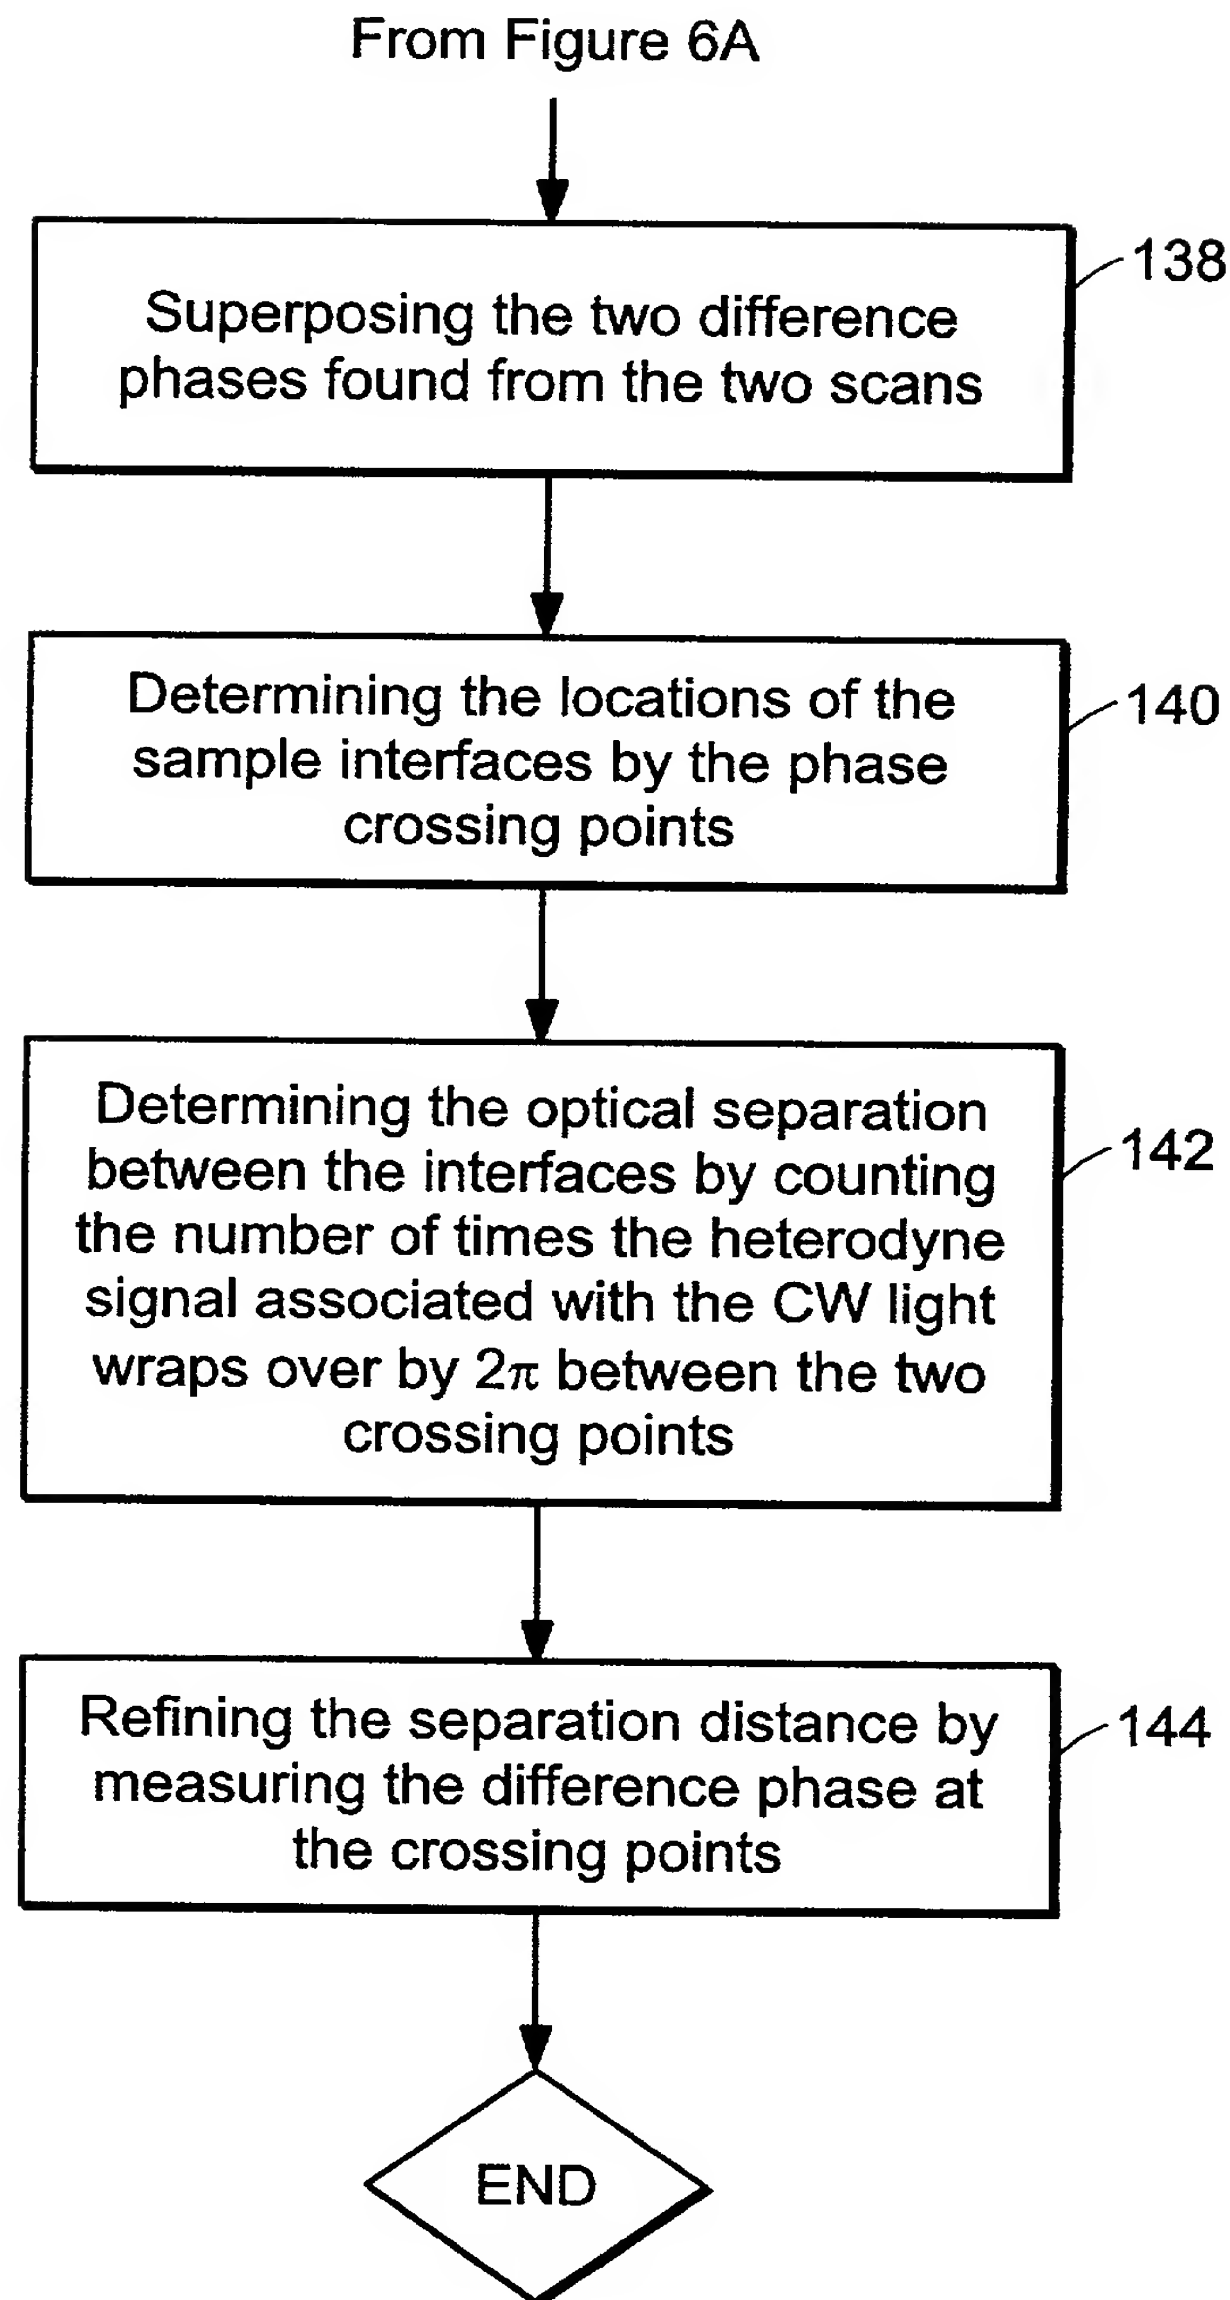 From Figure 6A
138
Superposing the two difference
phases found from the two scans
140
Determining the locations of the
sample interfaces by the phase
crossing points
142
Determining the optical separation
between the interfaces by counting
the number of times the heterodyne
signal associated with the CW light
wraps over by 2π between the two
crossing points
144
Refining the separation distance by
measuring the difference phase at
the crossing points
END